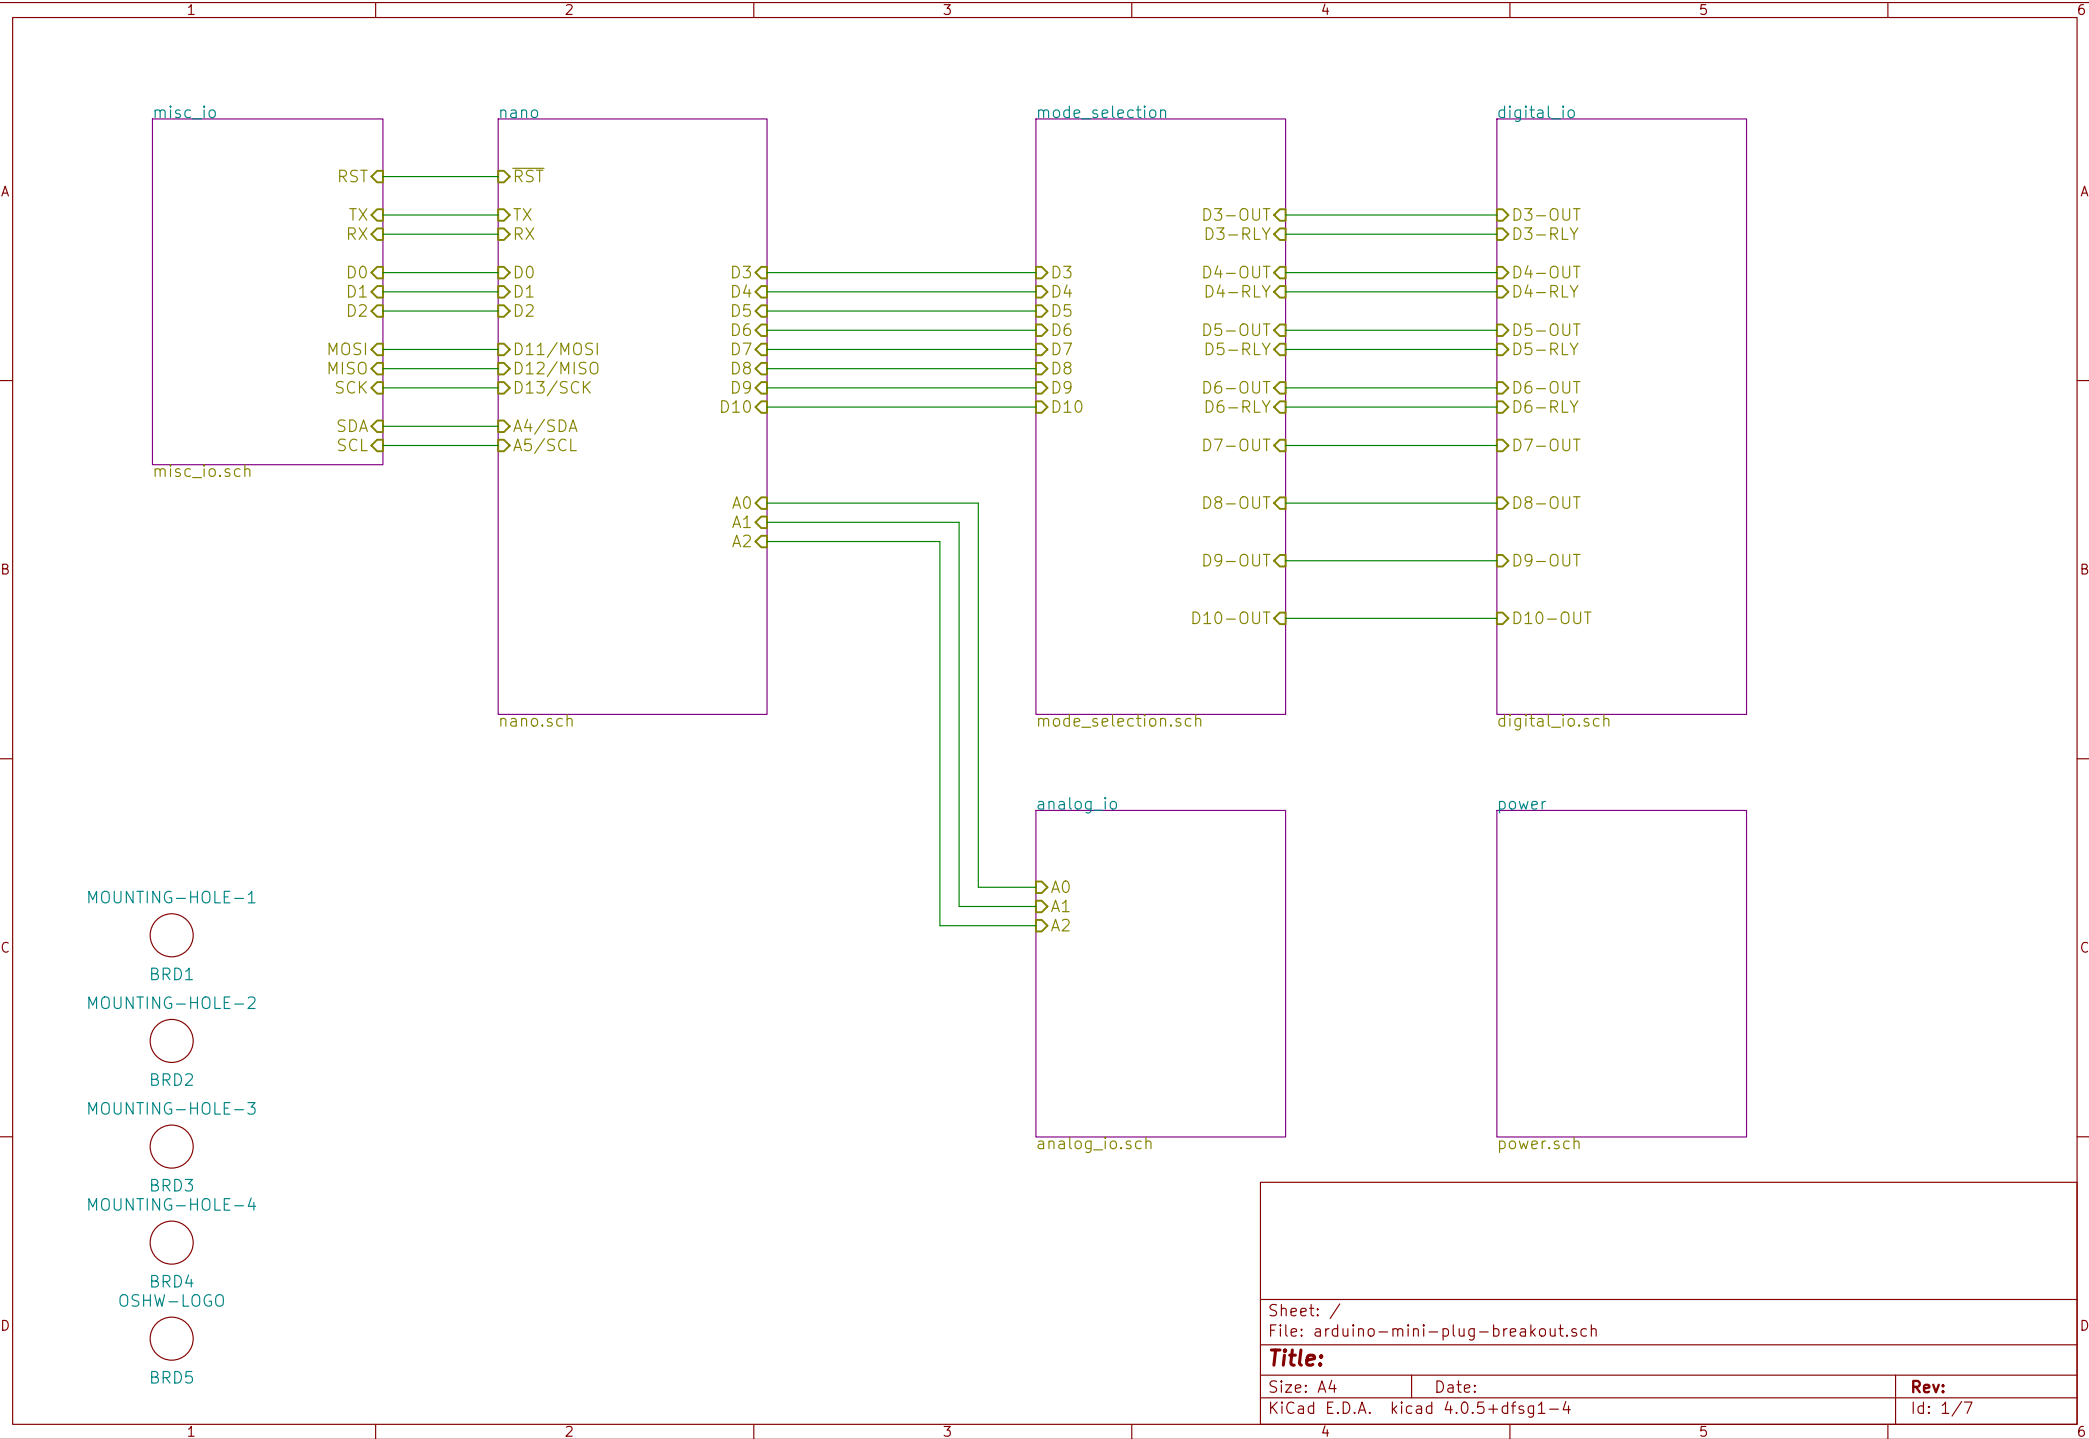 1 2 3 4 5 6
misc_io nano mode_selection digital_io
A A
RST RST
TX TX D3-OUT D3-OUT
RX RX D3-RLY D3-RLY
D0 D0 D3 D3 D4-OUT D4-OUT
D1 D1 D4 D4 D4-RLY D4-RLY
D2 D2 D5 D5
D6 D6 D5-OUT D5-OUT
MOSI D11/MOSI D7 D7 D5-RLY D5-RLY
MISO D12/MISO D8 D8
SCK D13/SCK D9 D9 D6-OUT D6-OUT
D10 D10 D6-RLY D6-RLY
SDA A4/SDA
SCL A5/SCL D7-OUT D7-OUT
misc_io.sch
A0 D8-OUT D8-OUT
A1
A2
D9-OUT D9-OUT
B B
D10-OUT D10-OUT
nano.sch mode_selection.sch digital_io.sch
analog_io power
A0
MOUNTING-HOLE-1
A1
A2
C C
BRD1
MOUNTING-HOLE-2
BRD2
MOUNTING-HOLE-3
analog_io.sch power.sch
BRD3
MOUNTING-HOLE-4
BRD4
OSHW-LOGO
Sheet: /
D D
File: arduino-mini-plug-breakout.sch
Title:
BRD5
Size: A4 Date: Rev:
KiCad E.D.A. kicad 4.0.5+dfsg1-4 Id: 1/7
1 2 3 4 5 6